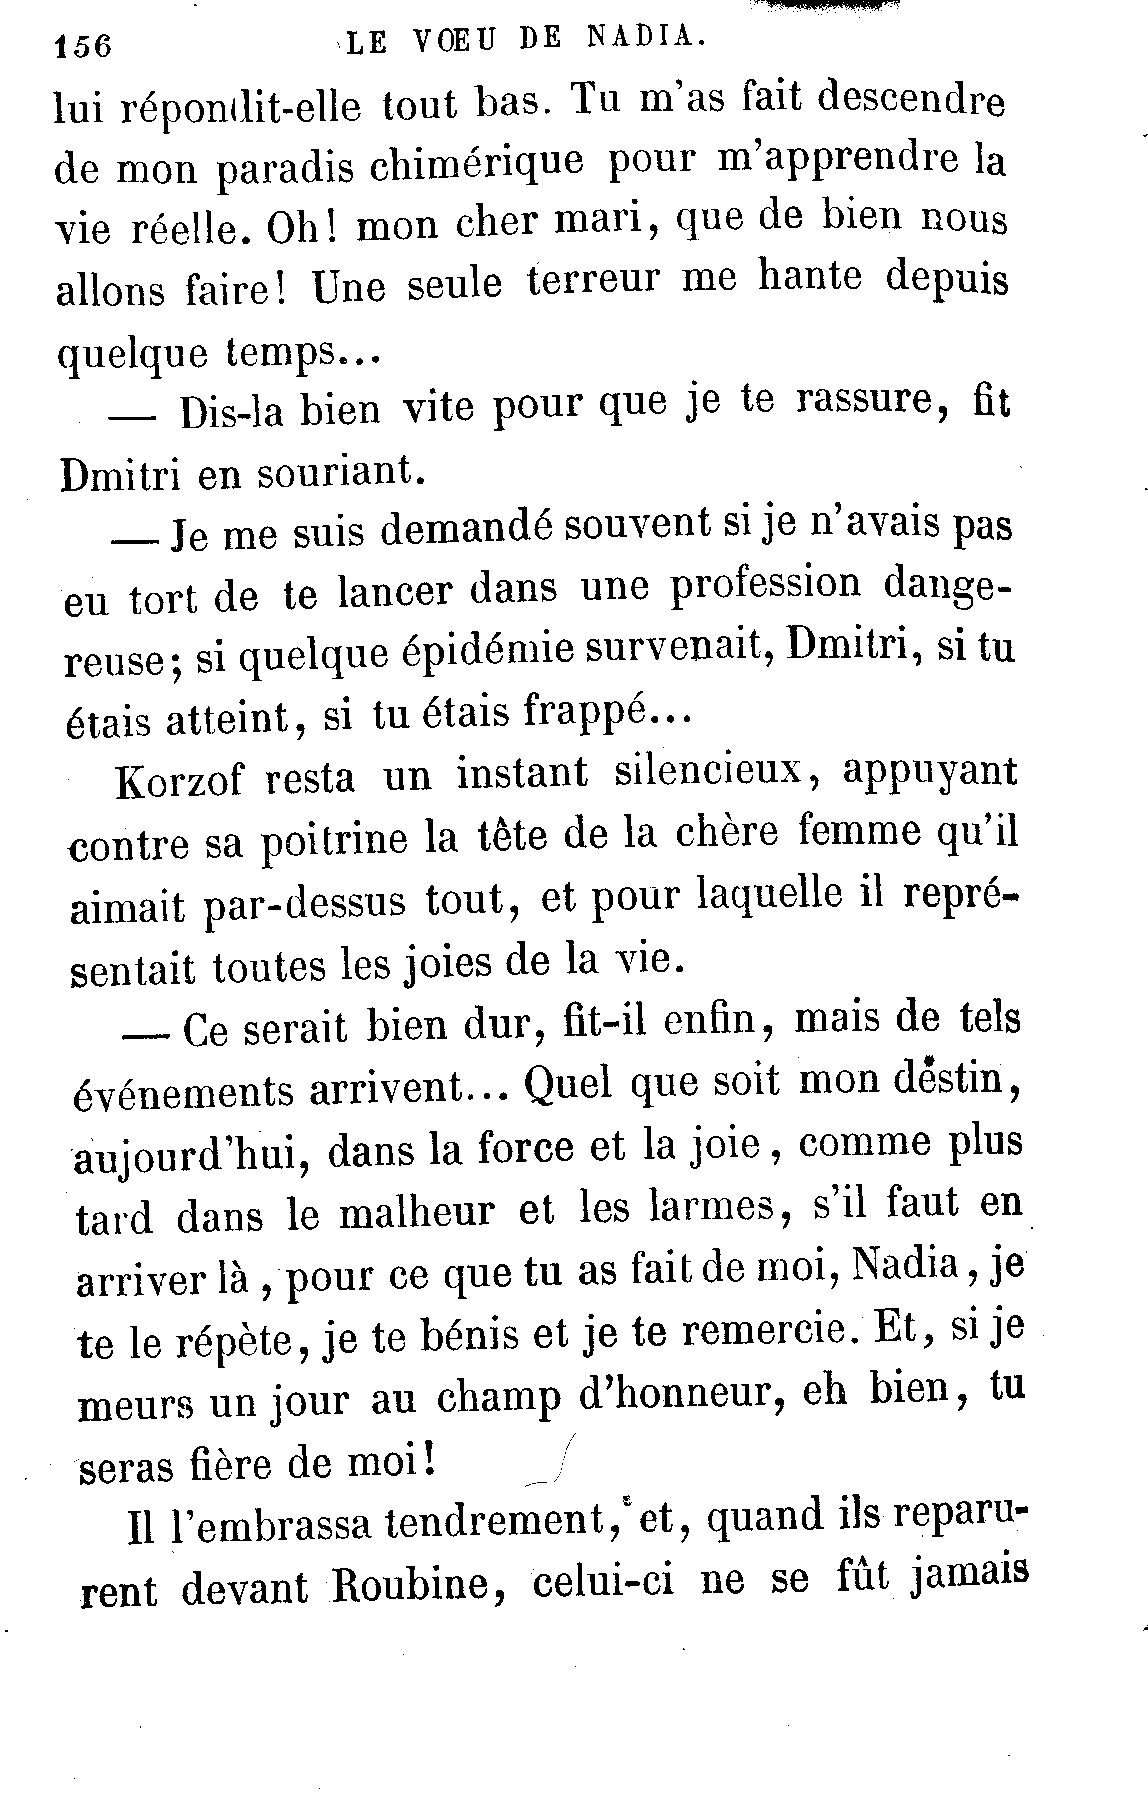 156 LE VŒU DE NADIA.
lui répondit-elle tout bas. Tu m'as fait descendre
de mon paradis chimérique pour m'apprendre la
vie réelle. Oh! mon cher mari, que de bien nous
allons faire! Une seule terreur me hante depuis
quelque temps...
— Dis-la bien vite pour que je te rassure, fit
Dmitri en souriant.
— Je me suis demandé souvent si je n'avais pas
eu tort de te lancer dans une profession dange-
reuse; si quelque épidémie survenait, Dmitri, si tu
étais atteint, si tu étais frappé...
Korzof resta un instant silencieux, appuyant
contre sa poitrine la tête de la chère femme qu'il
aimait par-dessus tout, et pour laquelle il repré-
sentait toutes les joies de la vie.
— Ce serait bien dur, fit-il enfin, mais de tels
événements arrivent... Quel que soit mon destin,
aujourd'hui, dans la force et la joie, comme plus
tard dans le malheur et les larmes, s'il faut en
arriver là, pour ce que tu as fait de moi, Nadia, je
te le répète, je te bénis et je te remercie. Et, si je
meurs un jour au champ d'honneur, eh bien, tu
seras fière de moi!
Il l'embrassa tendrement, et, quand ils reparu-
rent devant Roubine, celui-ci ne se fût jamais